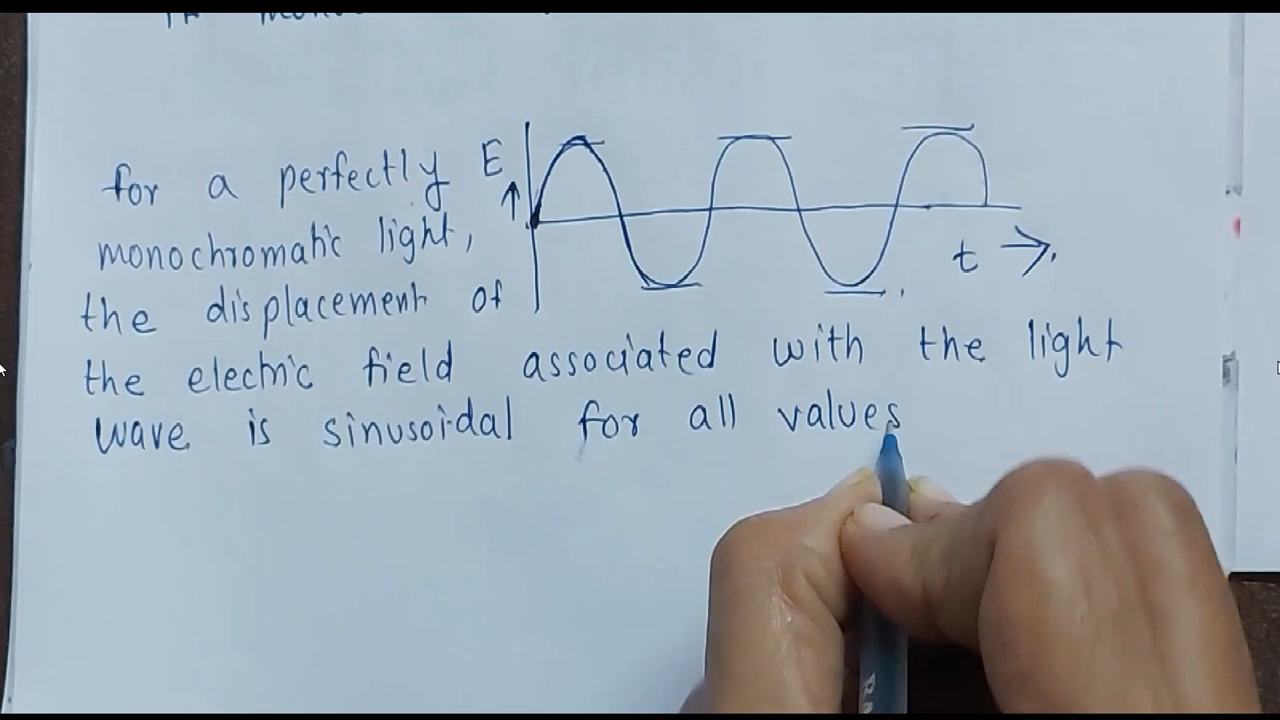 for a perfectly
monochromatic light,
the displacement of
the electric field associated with the light
wave is sinusoidal for all values
E
t